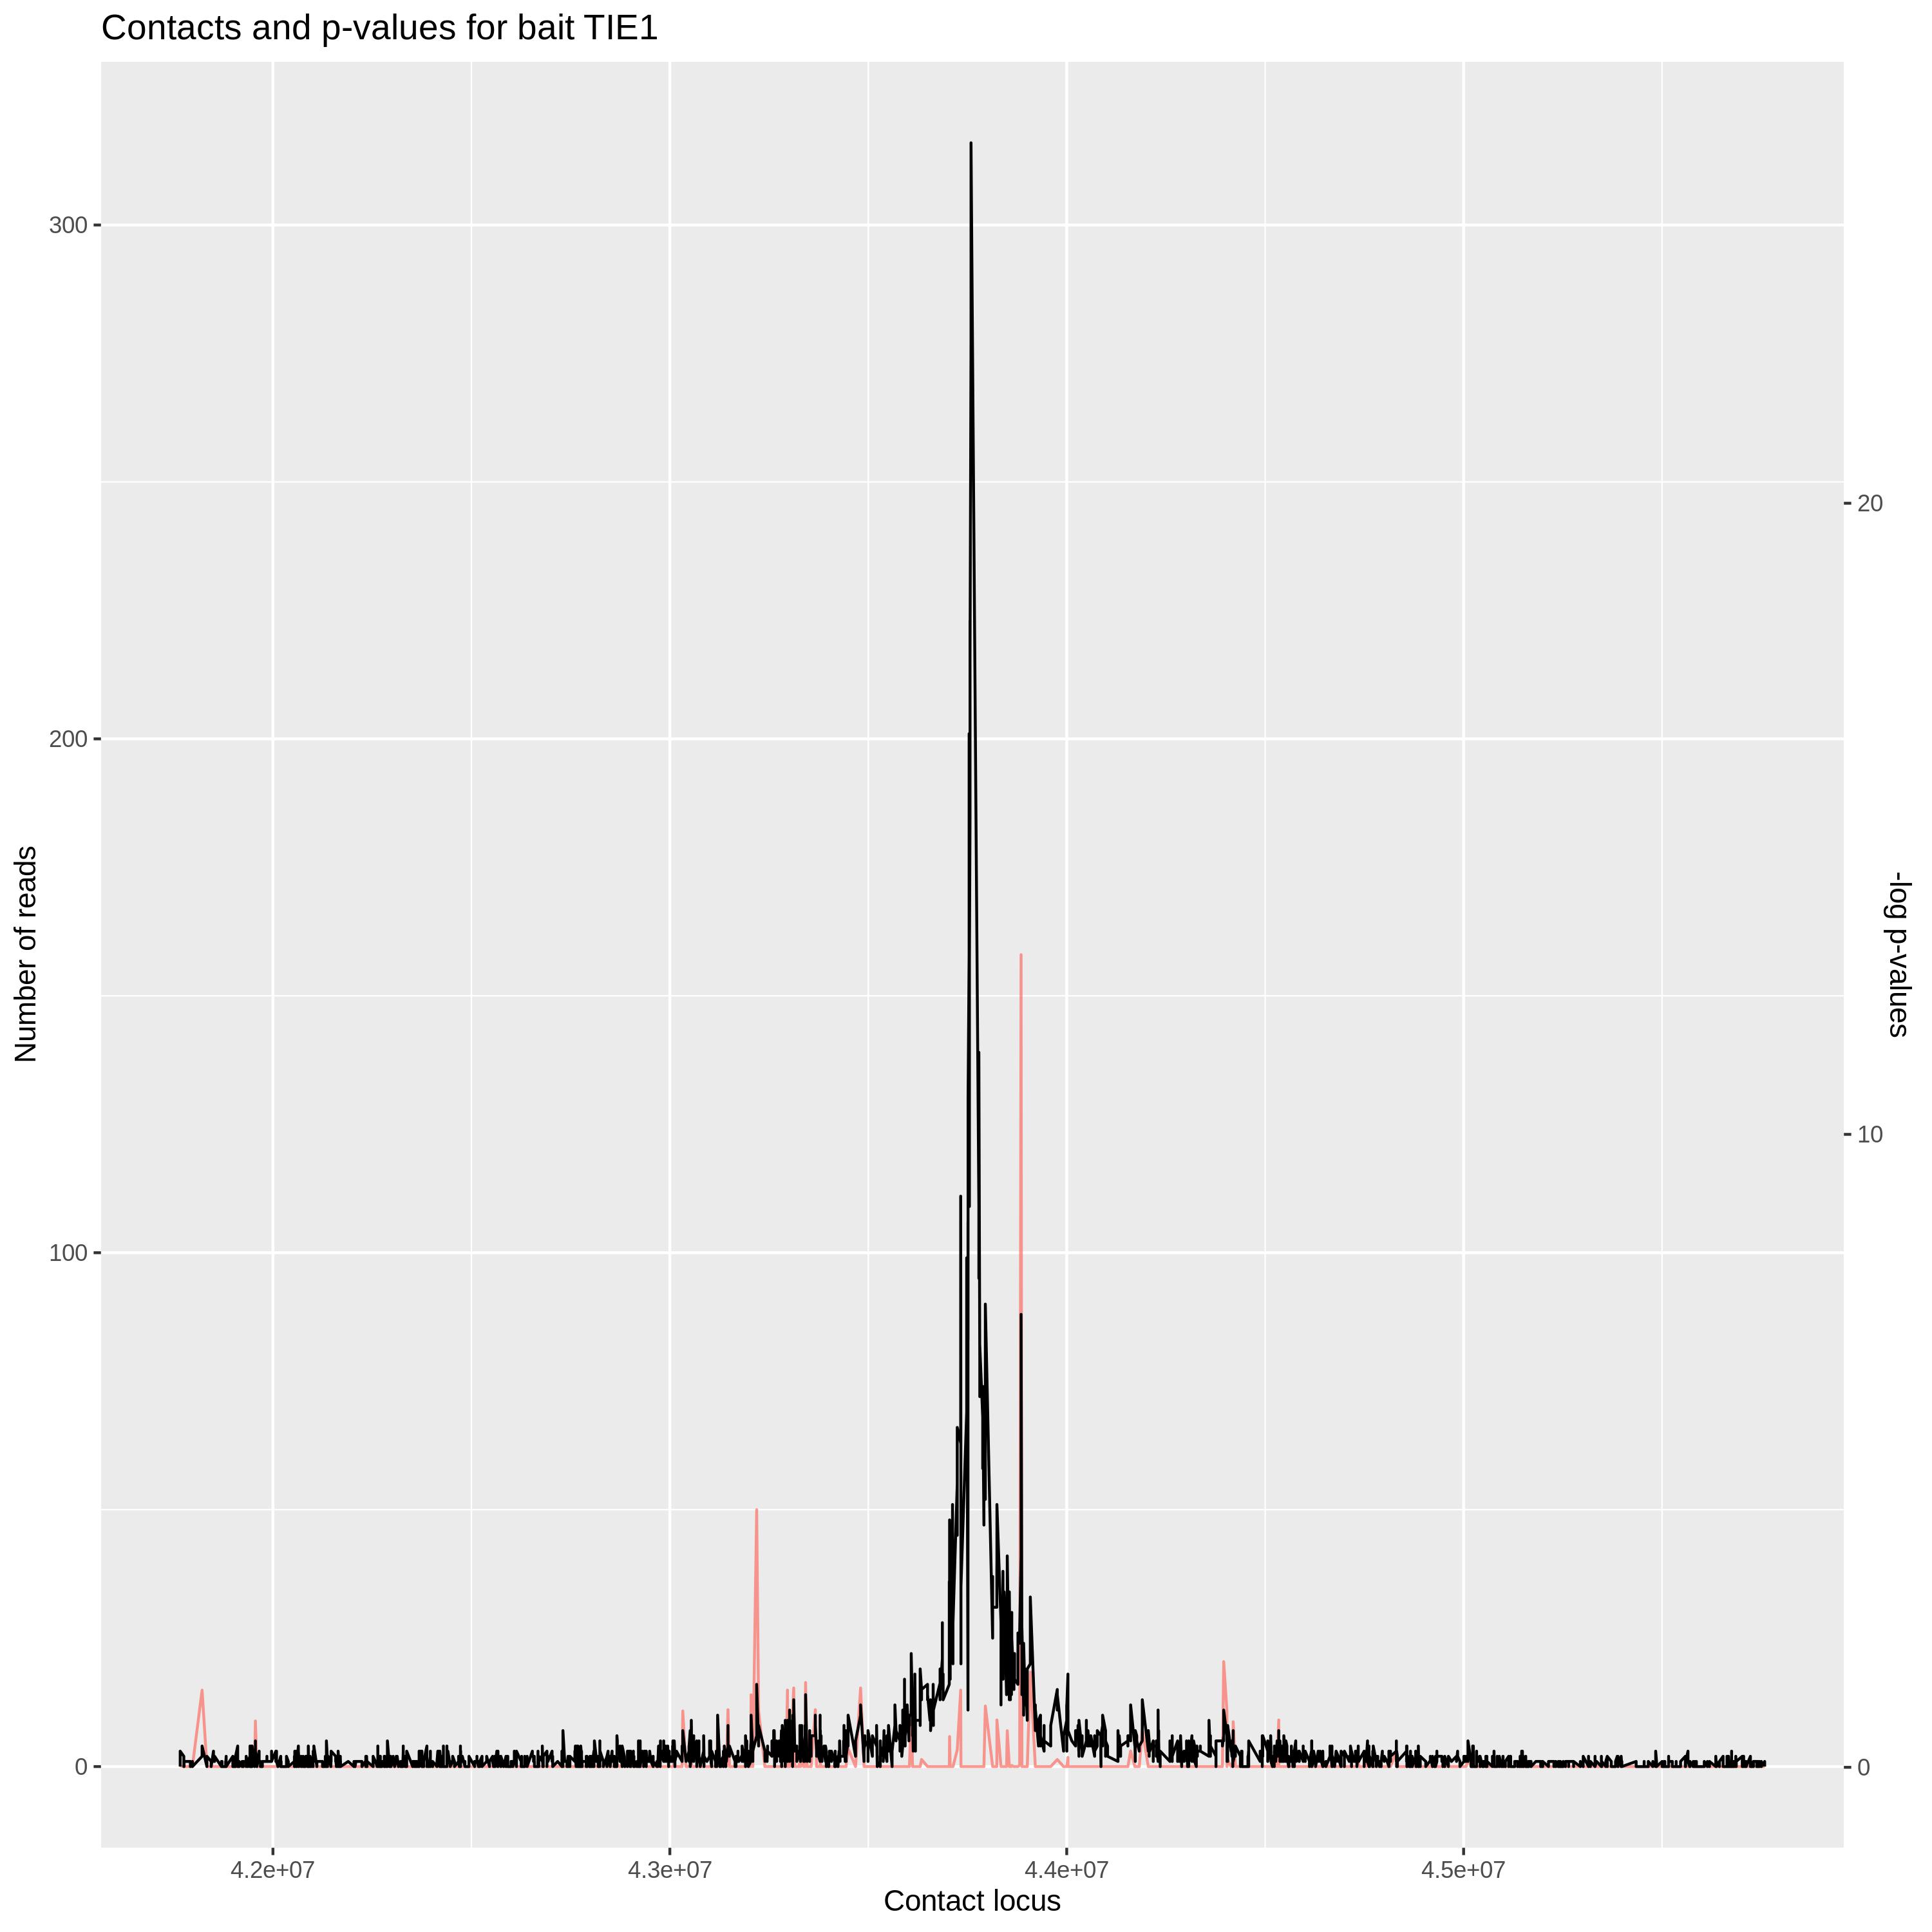 Contacts and p-values for bait TIE1
300
200
100
0
Number of reads
20
10
0
-log p-values
4.2e+07
4.3e+07
4.4e+07
4.5e+07
Contact locus